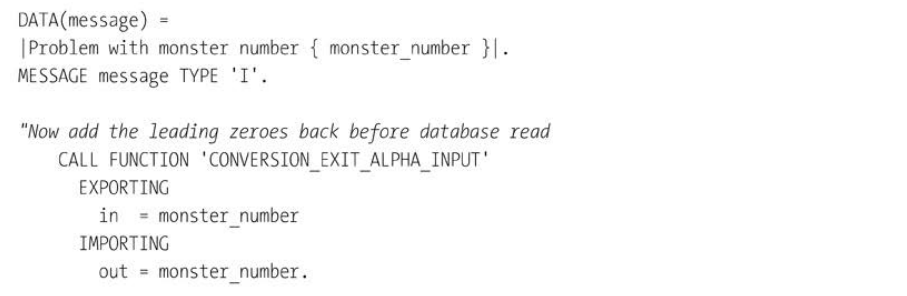 DATA(message) =
|Problem with monster number { monster_number }|.
MESSAGE message TYPE 'I'.
"Now add the leading zeroes back before database read
CALL FUNCTION 'CONVERSION_EXIT_ALPHA_INPUT'
EXPORTING
in = monster_number
IMPORTING
out = monster_number.